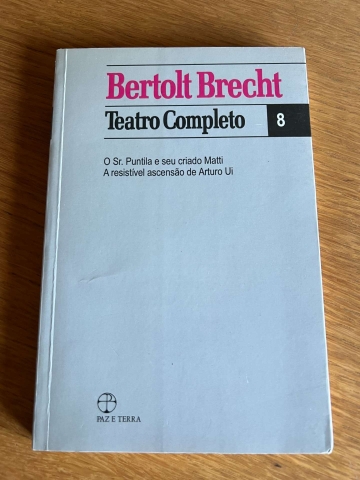 Bertolt Brecht
Teatro Completo 8
O Sr. Puntila e seu criado Matti
A resistível ascensão de Arturo Ui
PAZ E TERRA